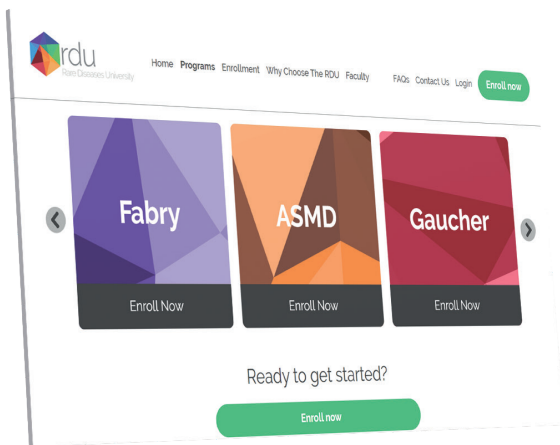 rdu
Rare Diseases University
Home Programs Enrollment Why Choose The RDU Faculty FAQs Contact Us Login Enroll now
Fabry ASMD Gaucher
Enroll Now Enroll Now Enroll Now
Ready to get started?
Enroll now